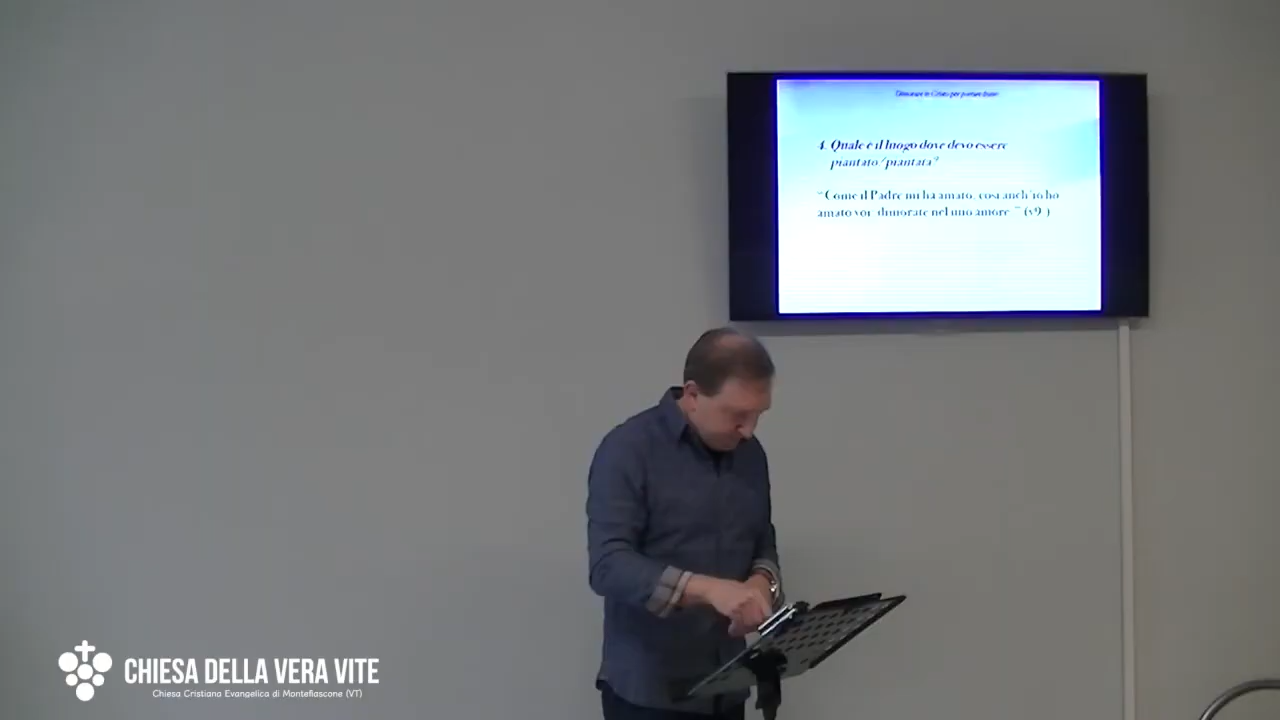 Dimorare in Cristo per portare frutto
4. Quale è il luogo dove devo essere
piantato/piantata?
“Come il Padre mi ha amato, così anch'io ho
amato voi; dimorate nel mio amore.” (v9.)
CHIESA DELLA VERA VITE
Chiesa Cristiana Evangelica di Montefiascone (VT)